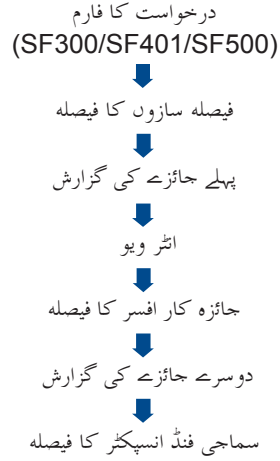 درخواست کا فارم
(SF300/SF401/SF500)
فیصلہ سازوں کا فیصلہ
پہلے جائزے کی گزارش
انٹر ویو
جائزہ کار افسر کا فیصلہ
دوسرے جائزے کی گزارش
سماجی فنڈ انسپکٹر کا فیصلہ